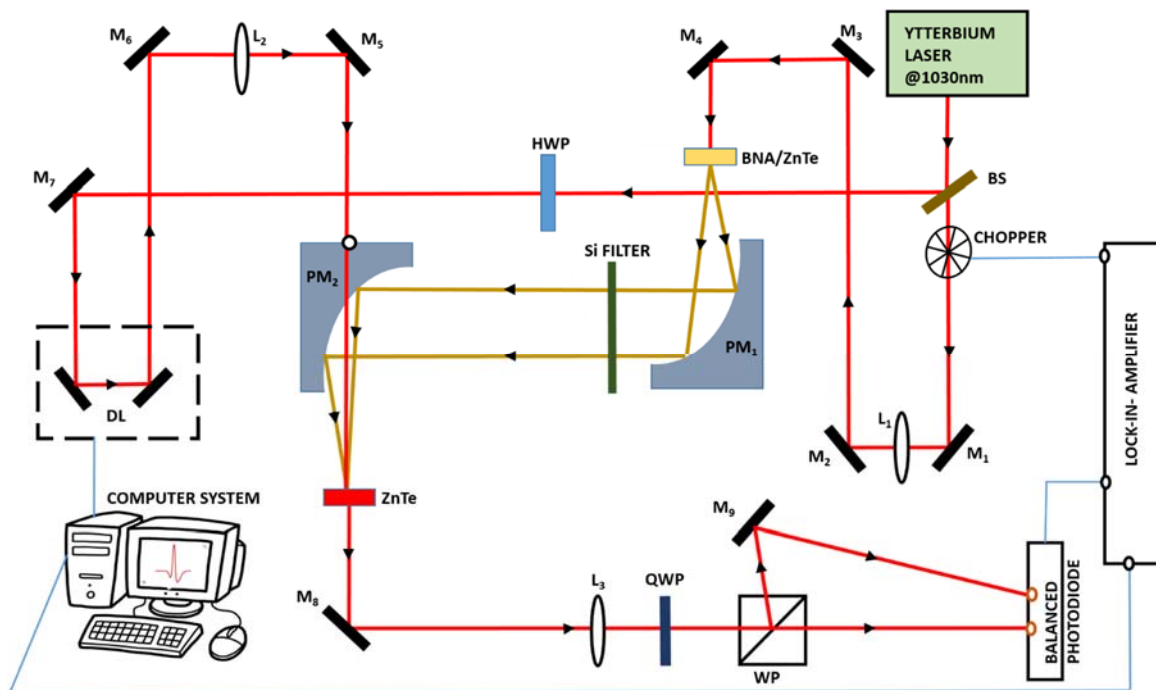 M6
L2
M5
M4
M3
YTTERBIUM
LASER
@1030nm
HWP
BNA/ZnTe
M7
BS
CHOPPER
Si FILTER
PM2
PM1
DL
L1
M2
M1
LOCK-IN- AMPLIFIER
COMPUTER SYSTEM
ZnTe
M9
M8
L3
QWP
WP
BALANCED
PHOTODIODE